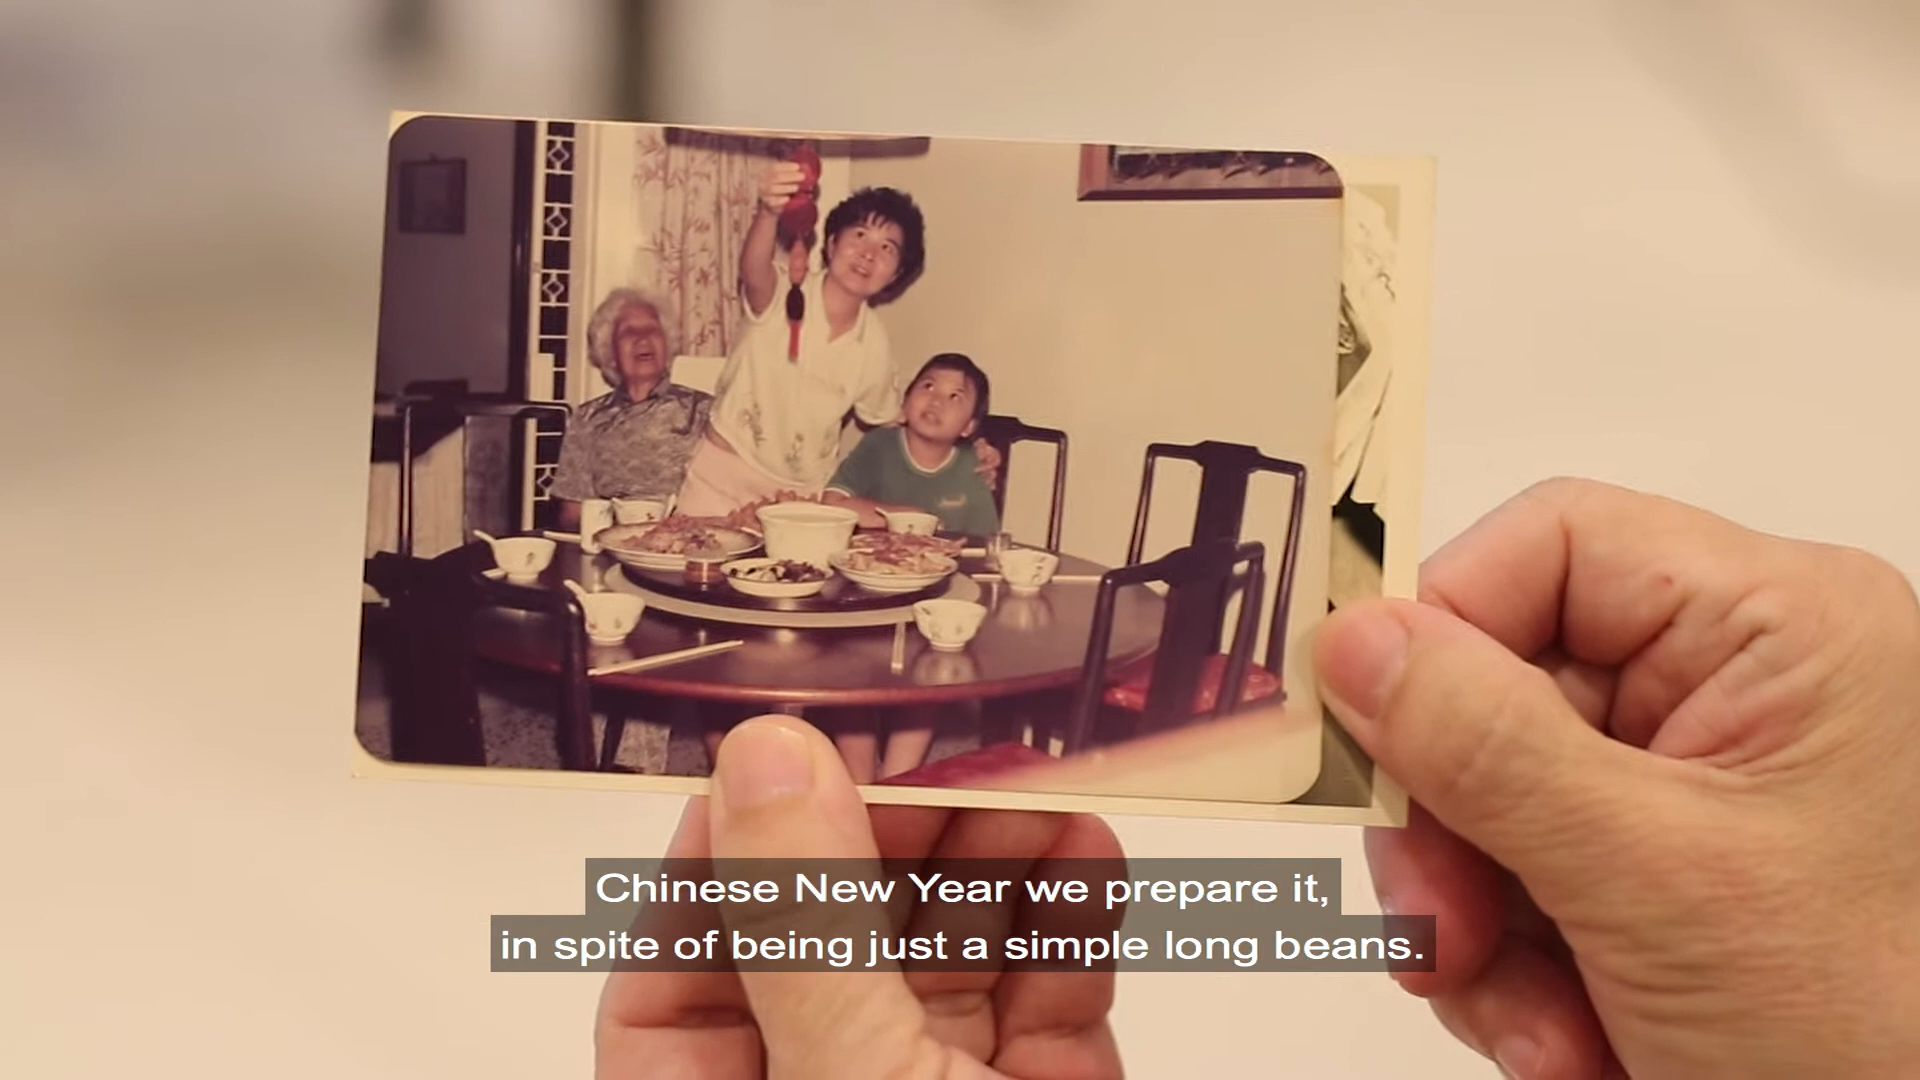 Chinese New Year we prepare it,
in spite of being just a simple long beans.